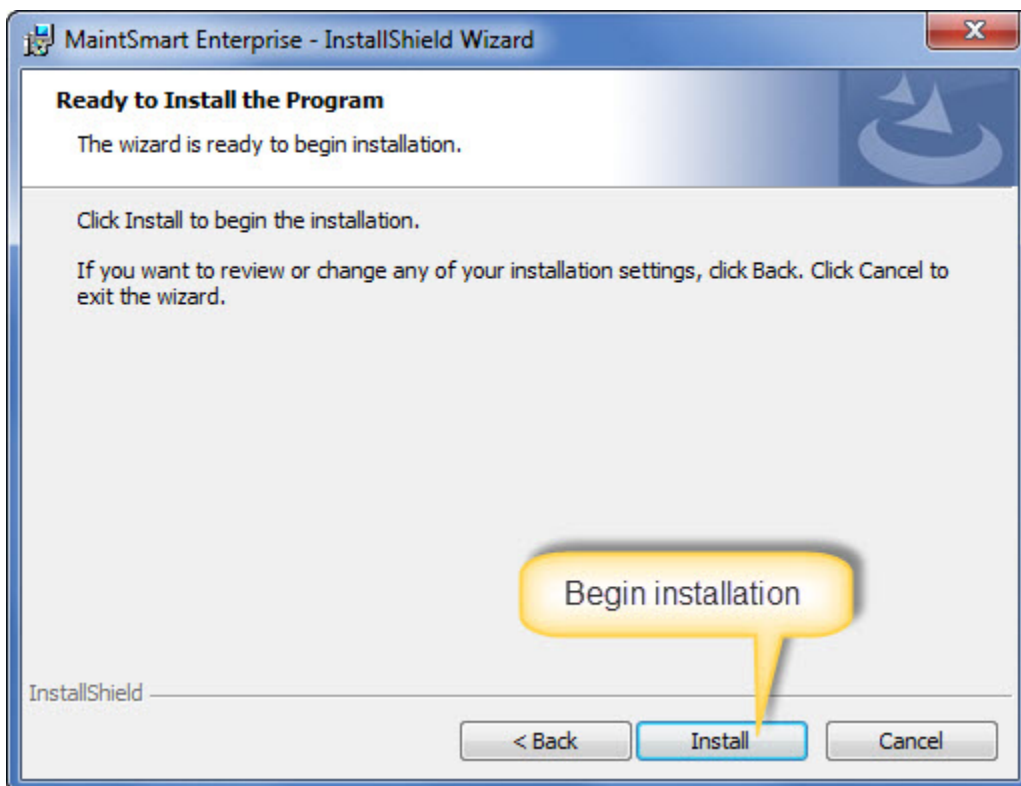 MaintSmart Enterprise - InstallShield Wizard
Ready to Install the Program
The wizard is ready to begin installation.
Click Install to begin the installation.
If you want to review or change any of your installation settings, click Back. Click Cancel to
exit the wizard.
Begin installation
InstallShield
< Back
Install
Cancel